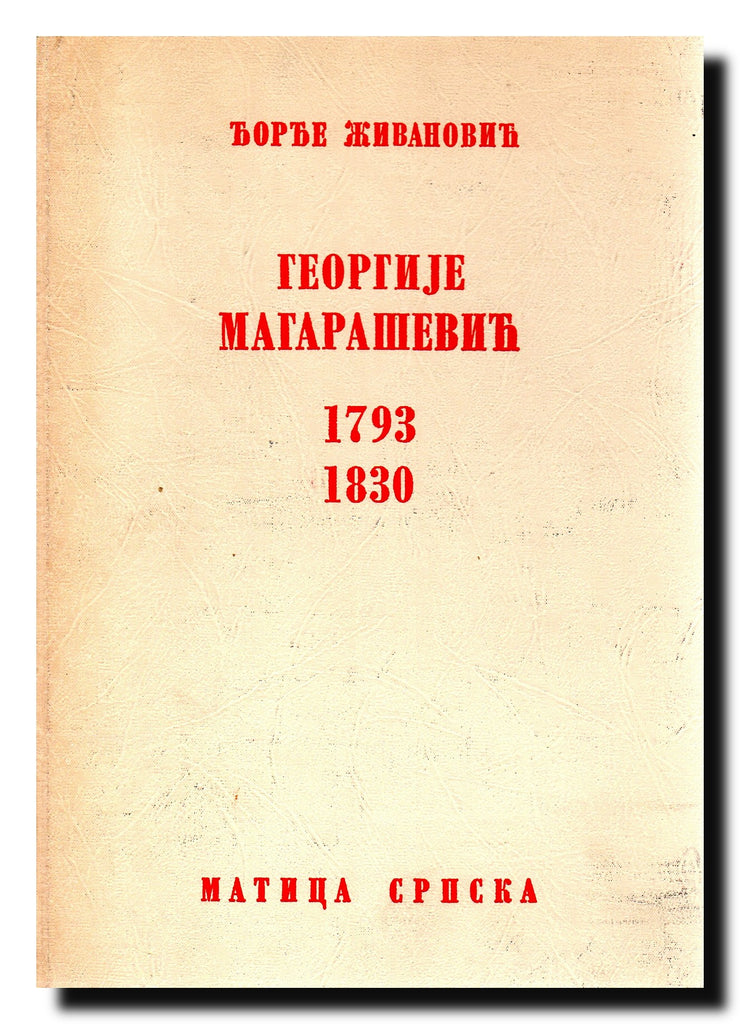 ЂОРЂЕ ЖИВАНОВИЋ
ГЕОРГИЈЕ
МАГАРАШЕВИЋ
1793
1830
МАТИЦА СРПСКА